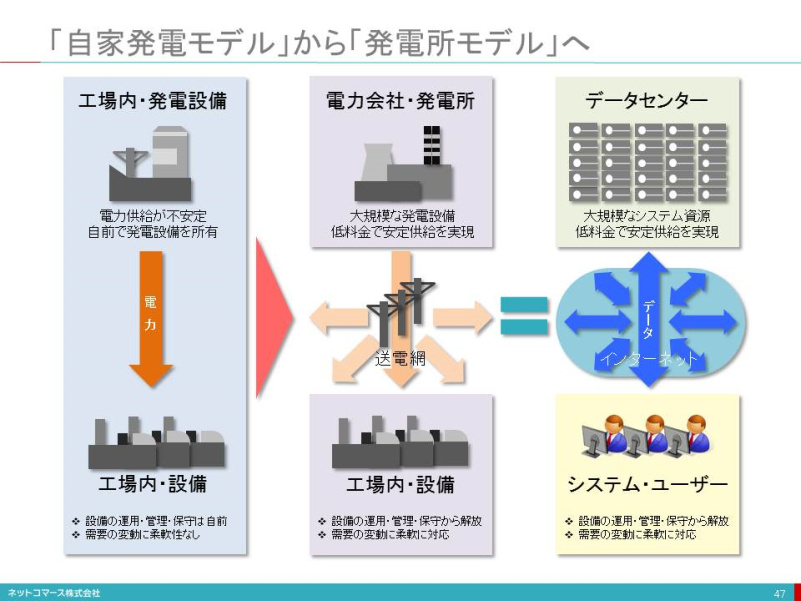 「自家発電モデル」から「発電所モデル」へ
工場内・発電設備
電力供給が不安定
自前で発電設備を所有
電力
工場内・設備
❖ 設備の運用・管理・保守は自前
❖ 需要の変動に柔軟性なし
電力会社・発電所
大規模な発電設備
低料金で安定供給を実現
送電網
工場内・設備
❖ 設備の運用・管理・保守から解放
❖ 需要の変動に柔軟に対応
データセンター
大規模なシステム資源
低料金で安定供給を実現
データ
インターネット
システム・ユーザー
❖ 設備の運用・管理・保守から解放
❖ 需要の変動に柔軟に対応
ネットコマース株式会社
47